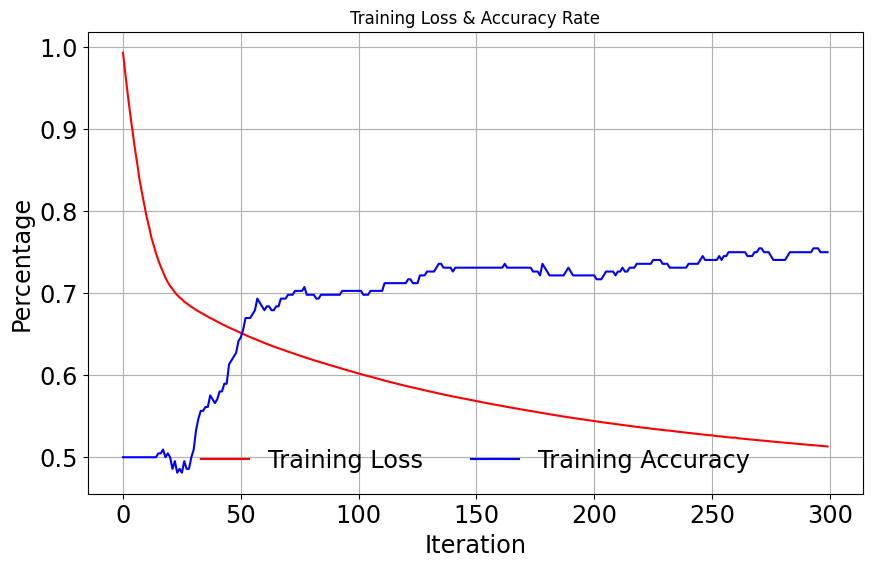 Training Loss & Accuracy Rate
1.0
0.9
0.8
0.7
0.6
0.5
Percentage
Training Loss Training Accuracy
0 50 100 150 200 250 300
Iteration